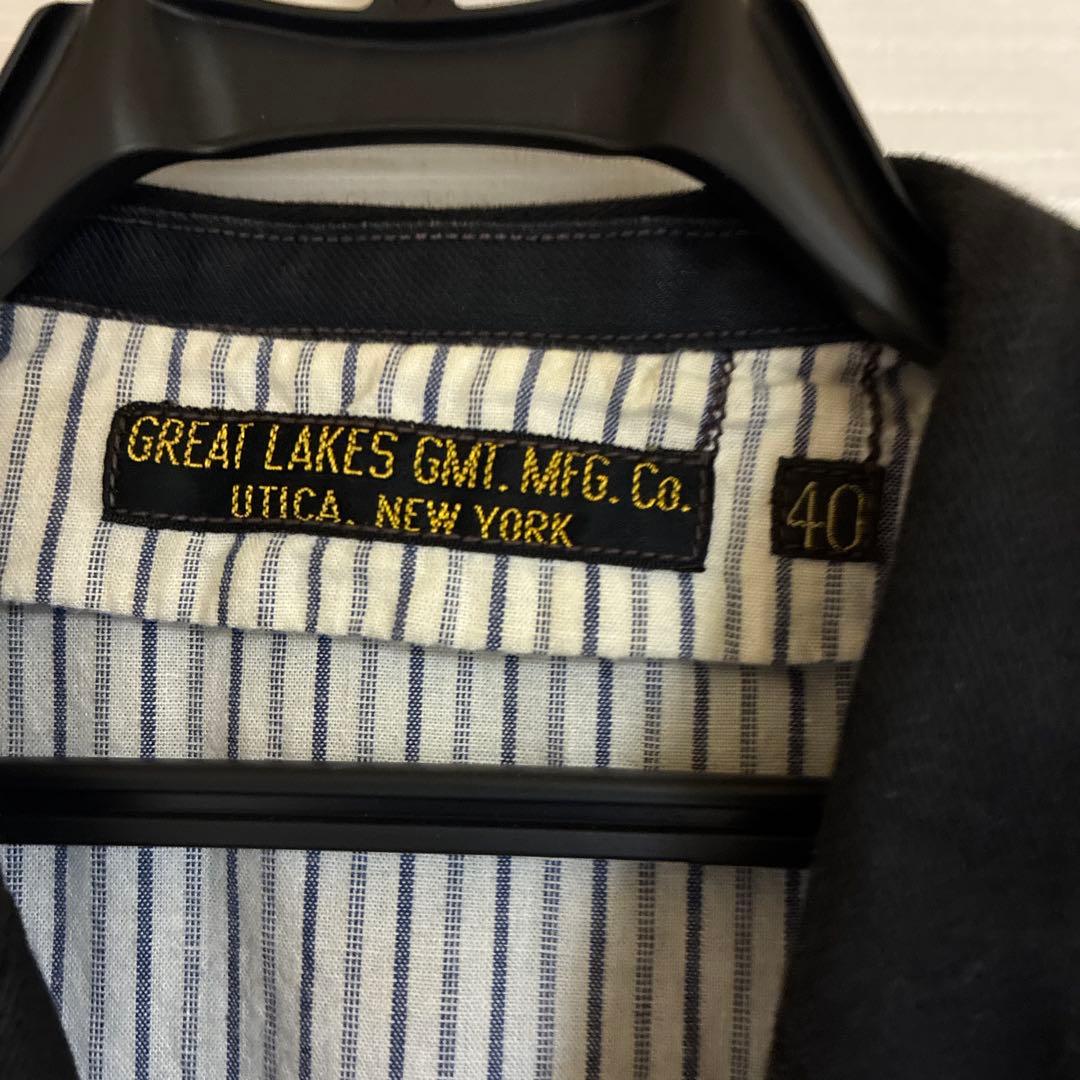 GREAT LAKES GMT. MFG. Co.
UTICA, NEW YORK
40